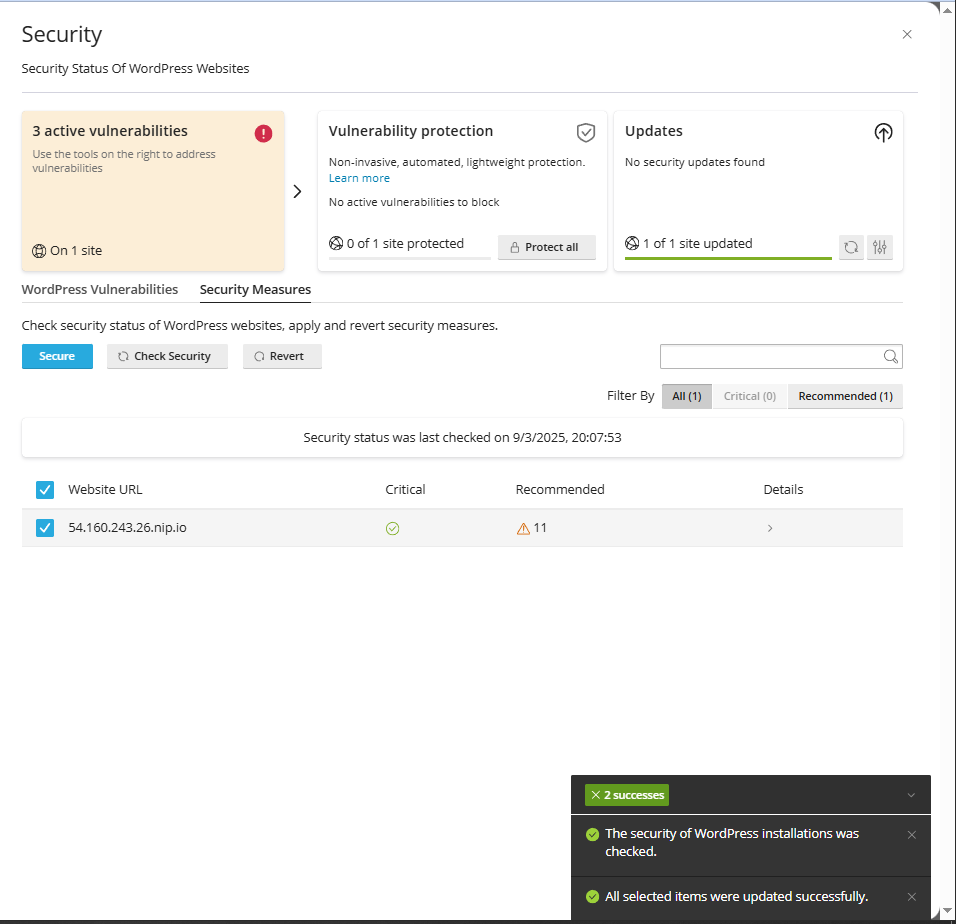 Security
Security Status Of WordPress Websites
3 active vulnerabilities
Use the tools on the right to address
vulnerabilities
On 1 site
Vulnerability protection
Non-invasive, automated, lightweight protection.
Learn more
No active vulnerabilities to block
0 of 1 site protected
Protect all
Updates
No security updates found
1 of 1 site updated
WordPress Vulnerabilities
Security Measures
Check security status of WordPress websites, apply and revert security measures.
Secure
Check Security
Revert
Filter By
All (1)
Critical (0)
Recommended (1)
Security status was last checked on 9/3/2025, 20:07:53
Website URL
Critical
Recommended
Details
54.160.243.26.nip.io
11
2 successes
The security of WordPress installations was
checked.
All selected items were updated successfully.